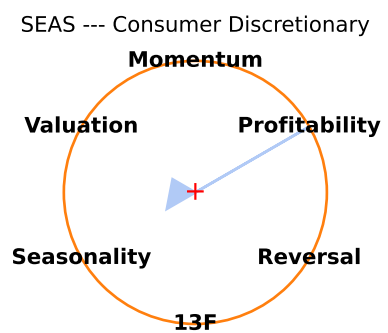 SEAS --- Consumer Discretionary
Momentum
Valuation
Profitability
Seasonality
Reversal
13F